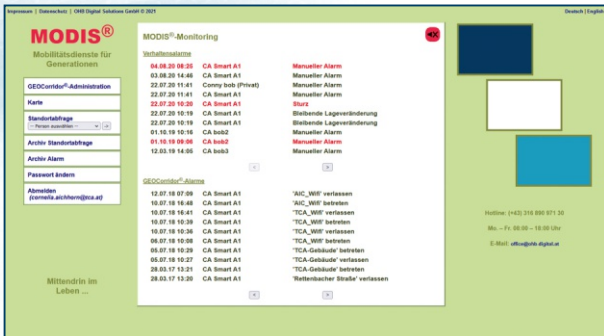 Impressum | Datenschutz | OHB Digital Solutions GmbH © 2021
Deutsch | English
MODIS®
Mobilitätsdienste für
Generationen
GEOCorridor®-Administration
Karte
Standortabfrage
-- Person auswählen --
Archiv Standortabfrage
Archiv Alarm
Passwort ändern
Abmelden
(cornelia.aichhern@tca.at)
Mittendrin im
Leben ...
MODIS®-Monitoring
Verhaltensalarme
04.08.20 08:25 CA Smart A1 Manueller Alarm
03.08.20 14:46 CA Smart A1 Manueller Alarm
22.07.20 11:41 Conny bob (Privat) Manueller Alarm
22.07.20 11:41 CA Smart A1 Manueller Alarm
22.07.20 10:20 CA Smart A1 Sturz
22.07.20 10:19 CA Smart A1 Bleibende Lageveränderung
22.07.20 10:19 CA Smart A1 Bleibende Lageveränderung
01.10.19 10:16 CA bob2 Manueller Alarm
01.10.19 09:06 CA bob2 Manueller Alarm
12.03.19 14:05 CA bob3 Manueller Alarm
< >
GEOCorridor®-Alarme
12.07.18 07:09 CA Smart A1 'AIC_Wifi' verlassen
10.07.18 16:48 CA Smart A1 'AIC_Wifi' betreten
10.07.18 16:41 CA Smart A1 'TCA_Wifi' verlassen
10.07.18 10:39 CA Smart A1 'TCA_Wifi' betreten
10.07.18 10:36 CA Smart A1 'TCA_Wifi' verlassen
06.07.18 10:08 CA Smart A1 'TCA_Wifi' betreten
05.07.18 10:29 CA Smart A1 'TCA-Gebäude' betreten
05.07.18 10:27 CA Smart A1 'TCA-Gebäude' verlassen
28.03.17 13:21 CA Smart A1 'TCA-Gebäude' betreten
28.03.17 13:20 CA Smart A1 'Rettenbacher Straße' verlassen
< >
Hotline: (+43) 316 890 971 30
Mo. – Fr. 08:00 – 18:00 Uhr
E-Mail: office@ohb-digital.at